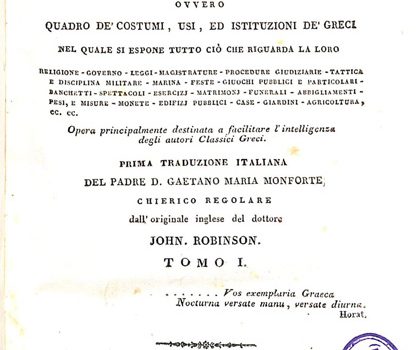 OVVERO
QUADRO DE' COSTUMI, USI, ED ISTITUZIONI DE' GRECI
NEL QUALE SI ESPONE TUTTO CIÒ CHE RIGUARDA LA LORO
RELIGIONE - GOVERNO - LEGGI - MAGISTRATURE - PROCEDURE GIUDIZIARIE - TATTICA
E DISCIPLINA MILITARE - MARINA - FESTE - GIUOCHI PUBBLICI E PARTICOLARI -
BANCHETTI - SPETTACOLI - ESERCIZJ - MATRIMONJ - FUNERALI - ABBIGLIAMENTI -
PESI, E MISURE - MONETE - EDIFIZJ PUBBLICI - CASE - GIARDINI - AGRICOLTURA,
ec. ec.
Opera principalmente destinata a facilitare l'intelligenza
degli autori Classici Greci.
PRIMA TRADUZIONE ITALIANA
DEL PADRE D. GAETANO MARIA MONFORTE,
CHIERICO REGOLARE
dall' originale inglese del dottore
JOHN. ROBINSON.
TOMO I.
. . . . . . . . Vos exemplaria Graeca
Nocturna versate manu, versate diurna.
Horat.